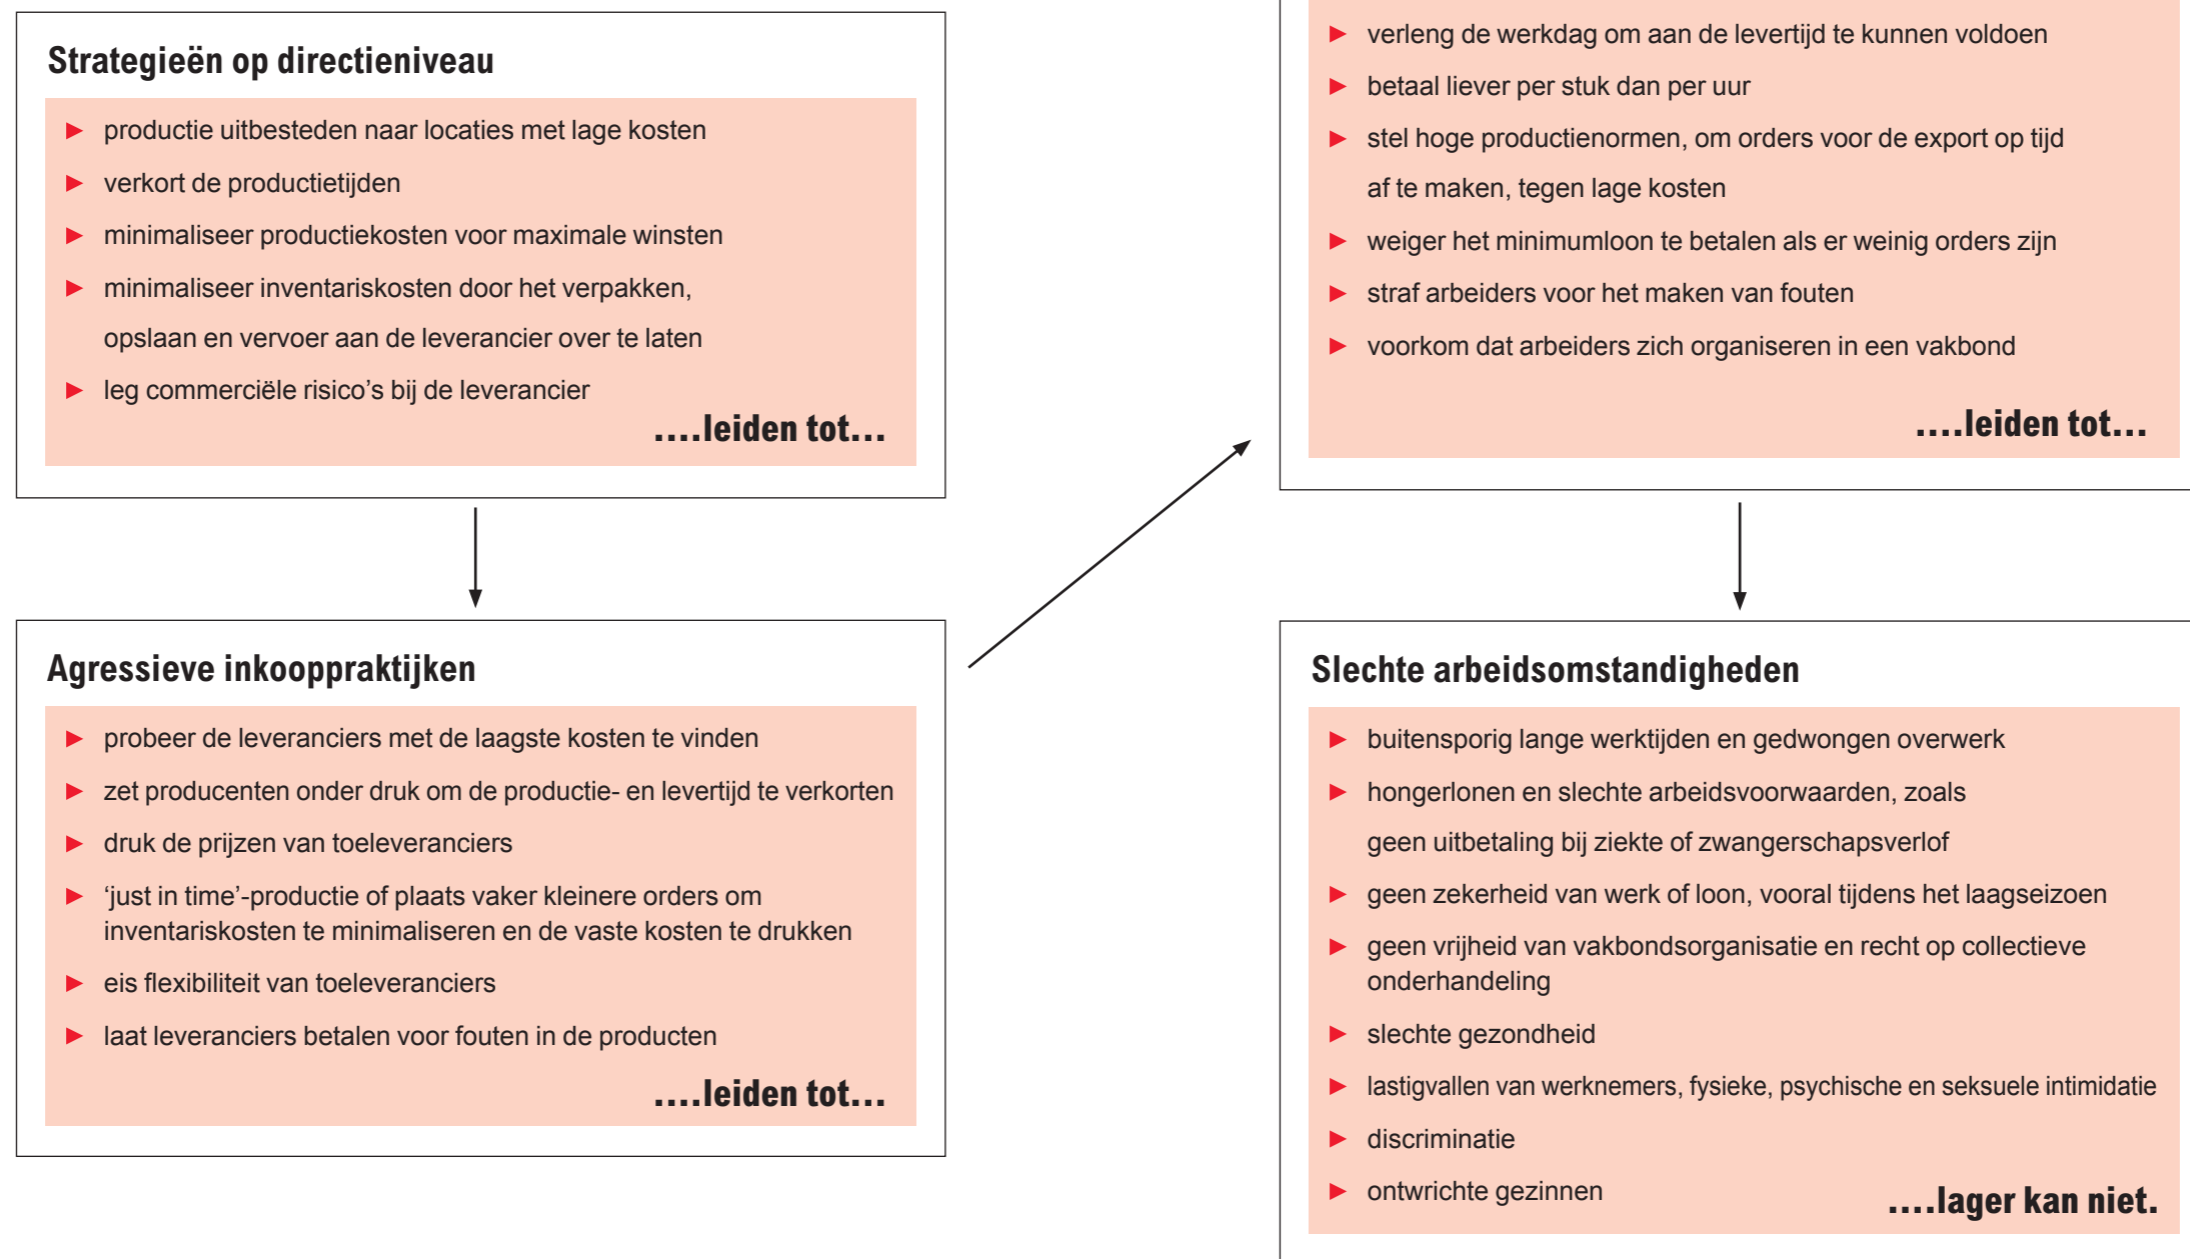 Strategieën op directieniveau
► productie uitbesteden naar locaties met lage kosten
► verkort de productietijden
► minimaliseer productiekosten voor maximale winsten
► minimaliseer inventariskosten door het verpakken,
opslaan en vervoer aan de leverancier over te laten
► leg commerciële risico’s bij de leverancier
....leiden tot...
Agressieve inkooppraktijken
► probeer de leveranciers met de laagste kosten te vinden
► zet producenten onder druk om de productie- en levertijd te verkorten
► druk de prijzen van toeleveranciers
► ‘just in time’-productie of plaats vaker kleinere orders om
inventariskosten te minimaliseren en de vaste kosten te drukken
► eis flexibiliteit van toeleveranciers
► laat leveranciers betalen voor fouten in de producten
....leiden tot...
► verleng de werkdag om aan de levertijd te kunnen voldoen
► betaal liever per stuk dan per uur
► stel hoge productienormen, om orders voor de export op tijd
af te maken, tegen lage kosten
► weiger het minimumloon te betalen als er weinig orders zijn
► straf arbeiders voor het maken van fouten
► voorkom dat arbeiders zich organiseren in een vakbond
....leiden tot...
Slechte arbeidsomstandigheden
► buitensporig lange werktijden en gedwongen overwerk
► hongerlonen en slechte arbeidsvoorwaarden, zoals
geen uitbetaling bij ziekte of zwangerschapsverlof
► geen zekerheid van werk of loon, vooral tijdens het laagseizoen
► geen vrijheid van vakbondsorganisatie en recht op collectieve
onderhandeling
► slechte gezondheid
► lastigvallen van werknemers, fysieke, psychische en seksuele intimidatie
► discriminatie
► ontwrichte gezinnen
....lager kan niet.